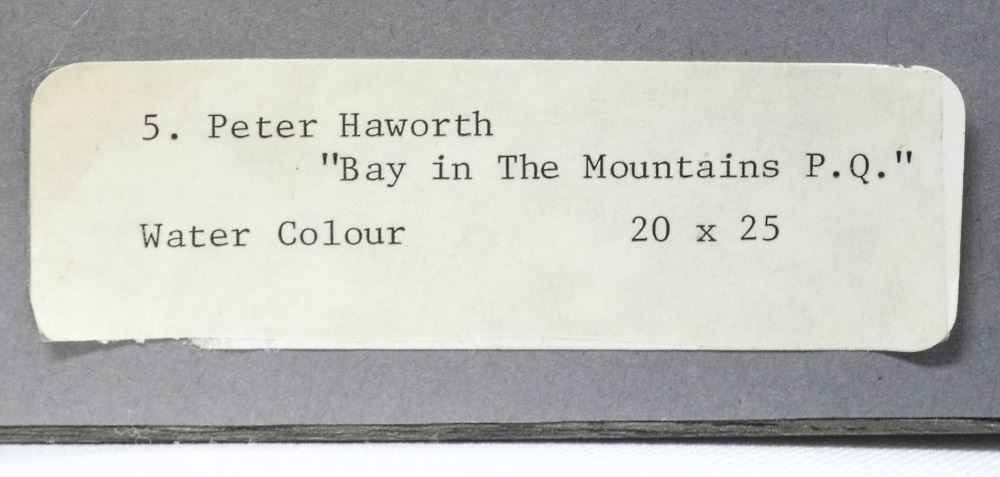 5. Peter Haworth
"Bay in The Mountains P.Q."
Water Colour 20 x 25